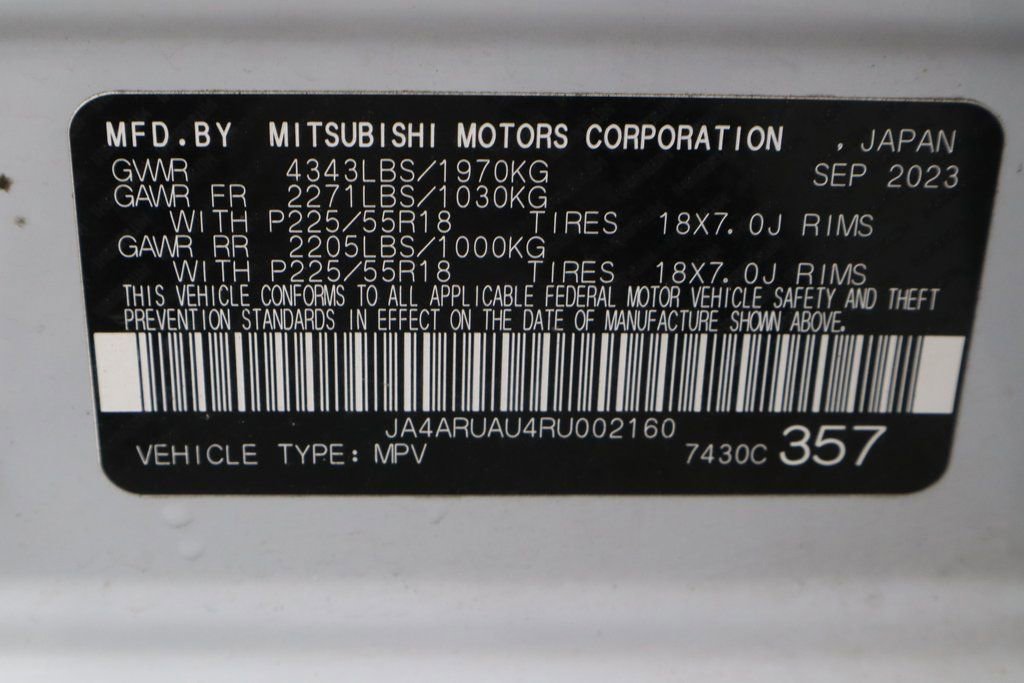 MFD.BY MITSUBISHI MOTORS CORPORATION , JAPAN
GVWR 4343LBS/1970KG SEP 2023
GAWR FR 2271LBS/1030KG
WITH P225/55R18 TIRES 18X7.0J RIMS
GAWR RR 2205LBS/1000KG
WITH P225/55R18 TIRES 18X7.0J RIMS
THIS VEHICLE CONFORMS TO ALL APPLICABLE FEDERAL MOTOR VEHICLE SAFETY AND THEFT
PREVENTION STANDARDS IN EFFECT ON THE DATE OF MANUFACTURE SHOWN ABOVE.
JA4ARUAU4RU002160
VEHICLE TYPE: MPV 7430C 357